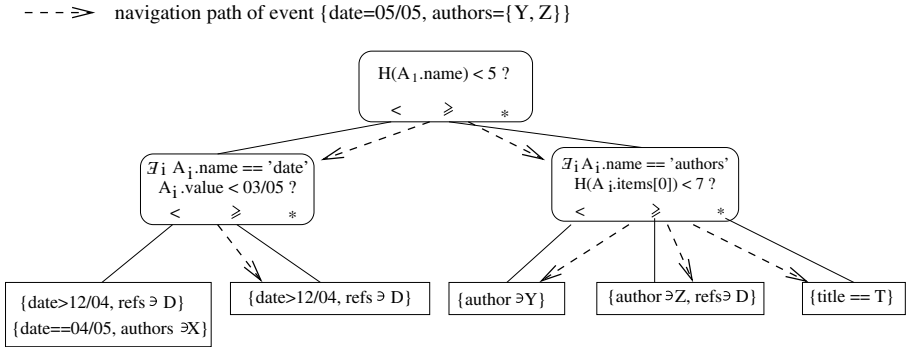 navigation path of event {date=05/05, authors={Y, Z}}
H(A₁.name) < 5 ?
< ⩾ *
∃i Ai.name == 'date'
Ai.value < 03/05 ?
< ⩾ *
∃i Ai.name == 'authors'
H(Ai.items[0]) < 7 ?
< ⩾ *
{date>12/04, refs ∋ D}
{date==04/05, authors ∋X}
{date>12/04, refs ∋ D}
{author ∋Y}
{author ∋Z, refs∋ D}
{title == T}